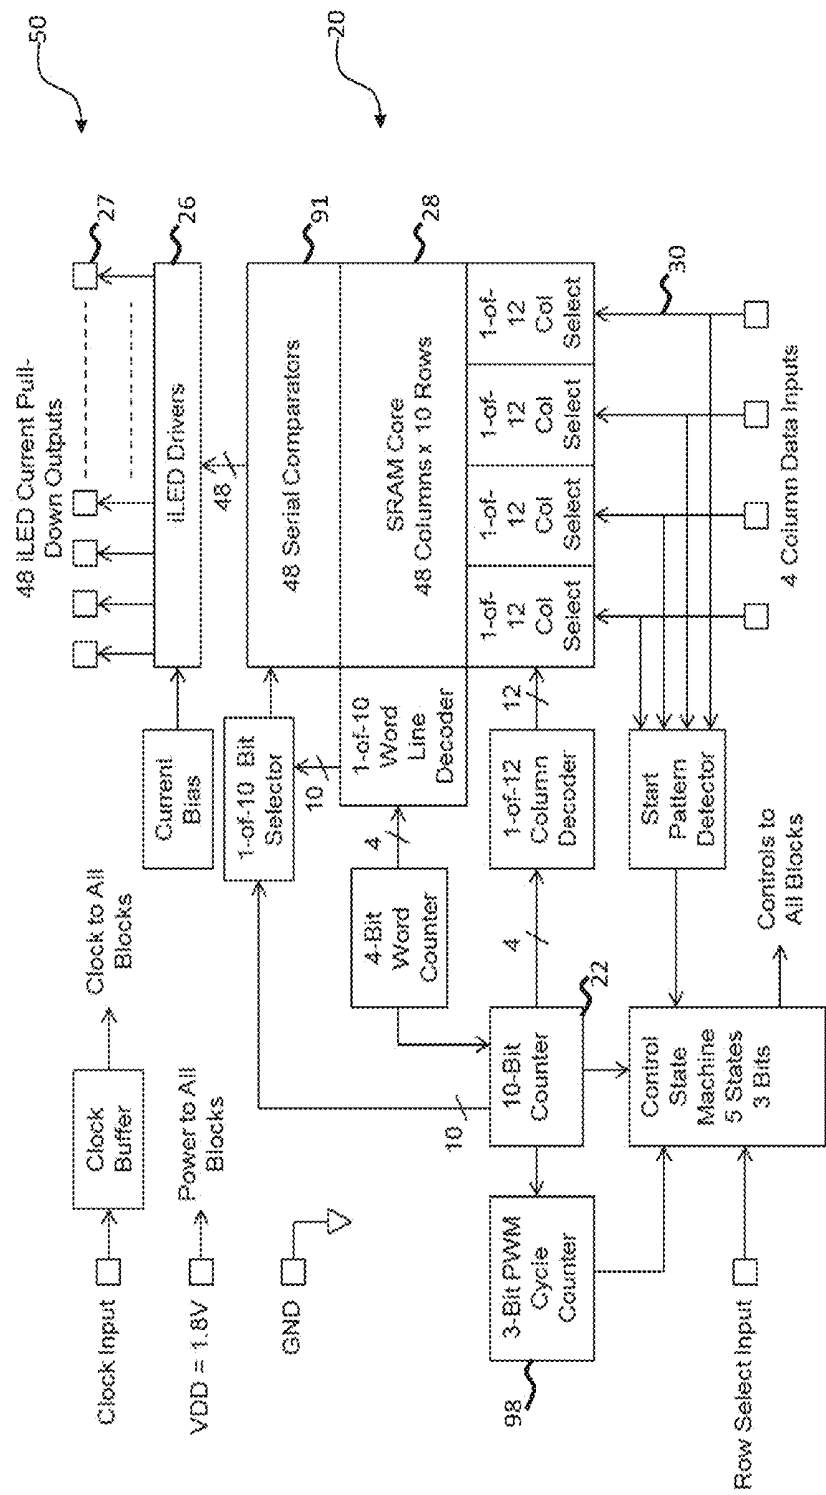 50
20
48 iLED Current Pull-
Down Outputs
27
26
91
28
30
iLED Drivers
48
48 Serial Comparators
SRAM Core
48 Columns x 10 Rows
1-of-
12
Col
Select
1-of-
12
Col
Select
1-of-
12
Col
Select
1-of-
12
Col
Select
4 Column Data Inputs
Current
Bias
1-of-10 Bit
Selector
10
1-of-10
Word
Line
Decoder
12
1-of-12
Column
Decoder
Start
Pattern
Detector
Clock to All
Blocks
4
4-Bit
Word
Counter
4
Controls to
All Blocks
Clock
Buffer
Power to All
Blocks
10
10-Bit
Counter
22
Control
State
Machine
5 States
3 Bits
Clock Input
VDD = 1.8V
GND
3-Bit PWM
Cycle
Counter
98
Row Select Input